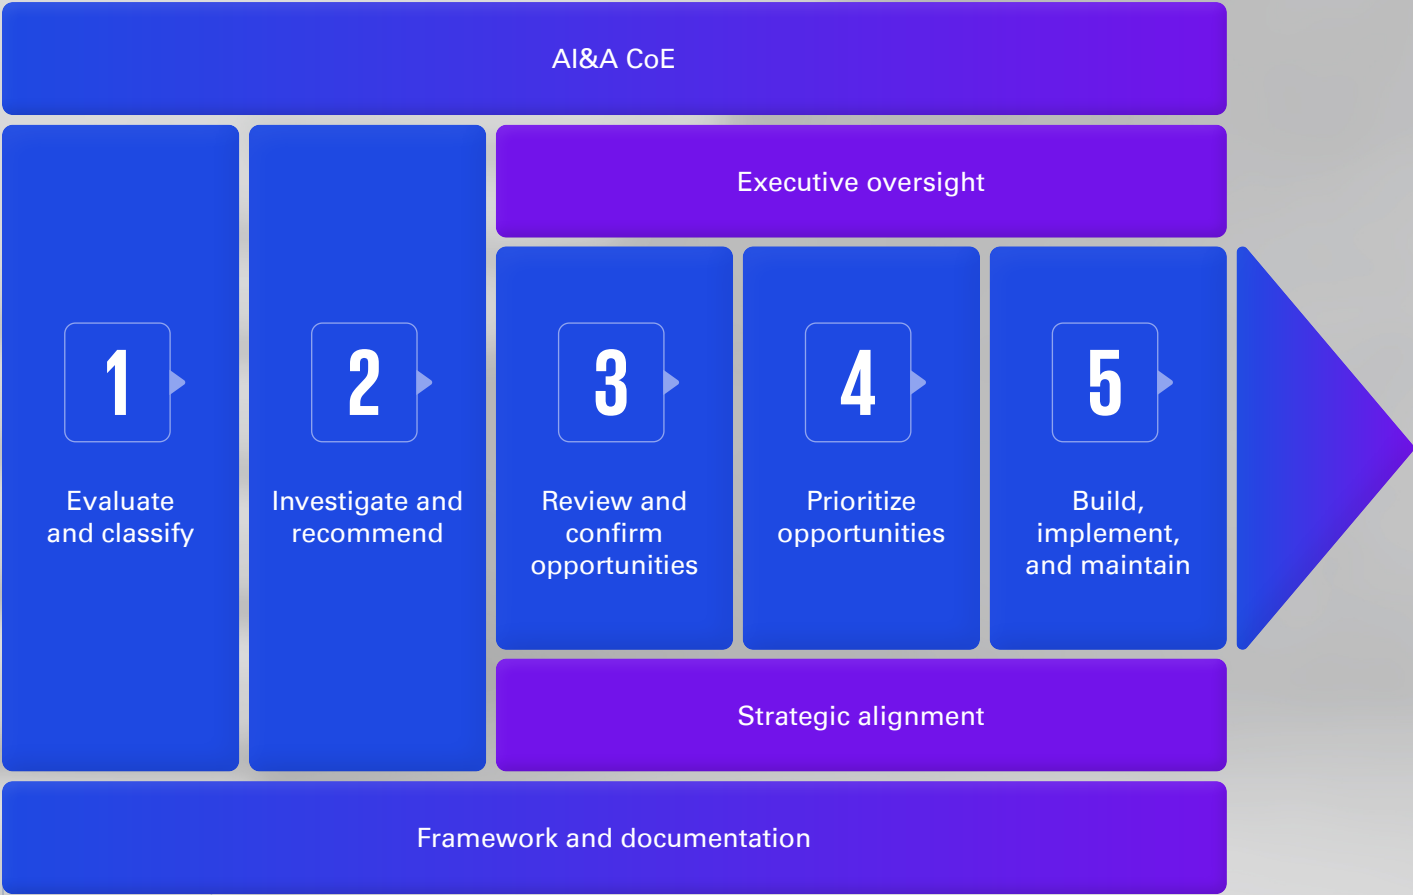 AI&A CoE
Executive oversight
1
Evaluate
and classify
2
Investigate and
recommend
3
Review and
confirm
opportunities
4
Prioritize
opportunities
5
Build,
implement,
and maintain
Strategic alignment
Framework and documentation